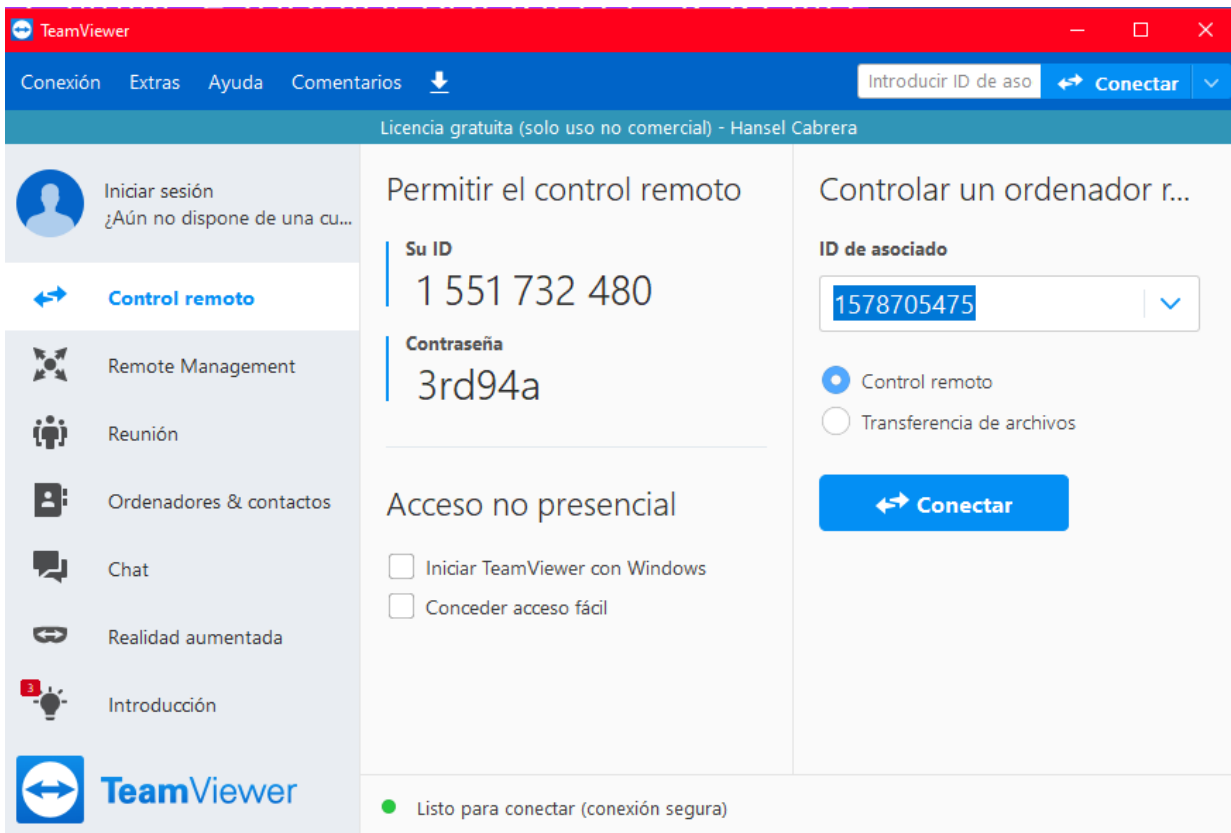 TeamViewer
Conexión Extras Ayuda Comentarios
Introducir ID de aso
Conectar
Licencia gratuita (solo uso no comercial) - Hansel Cabrera
Iniciar sesión
¿Aún no dispone de una cu...
Control remoto
Remote Management
Reunión
Ordenadores & contactos
Chat
Realidad aumentada
3
Introducción
TeamViewer
Permitir el control remoto
Su ID
1 551 732 480
Contraseña
3rd94a
Acceso no presencial
Iniciar TeamViewer con Windows
Conceder acceso fácil
Controlar un ordenador r...
ID de asociado
1578705475
Control remoto
Transferencia de archivos
Conectar
Listo para conectar (conexión segura)